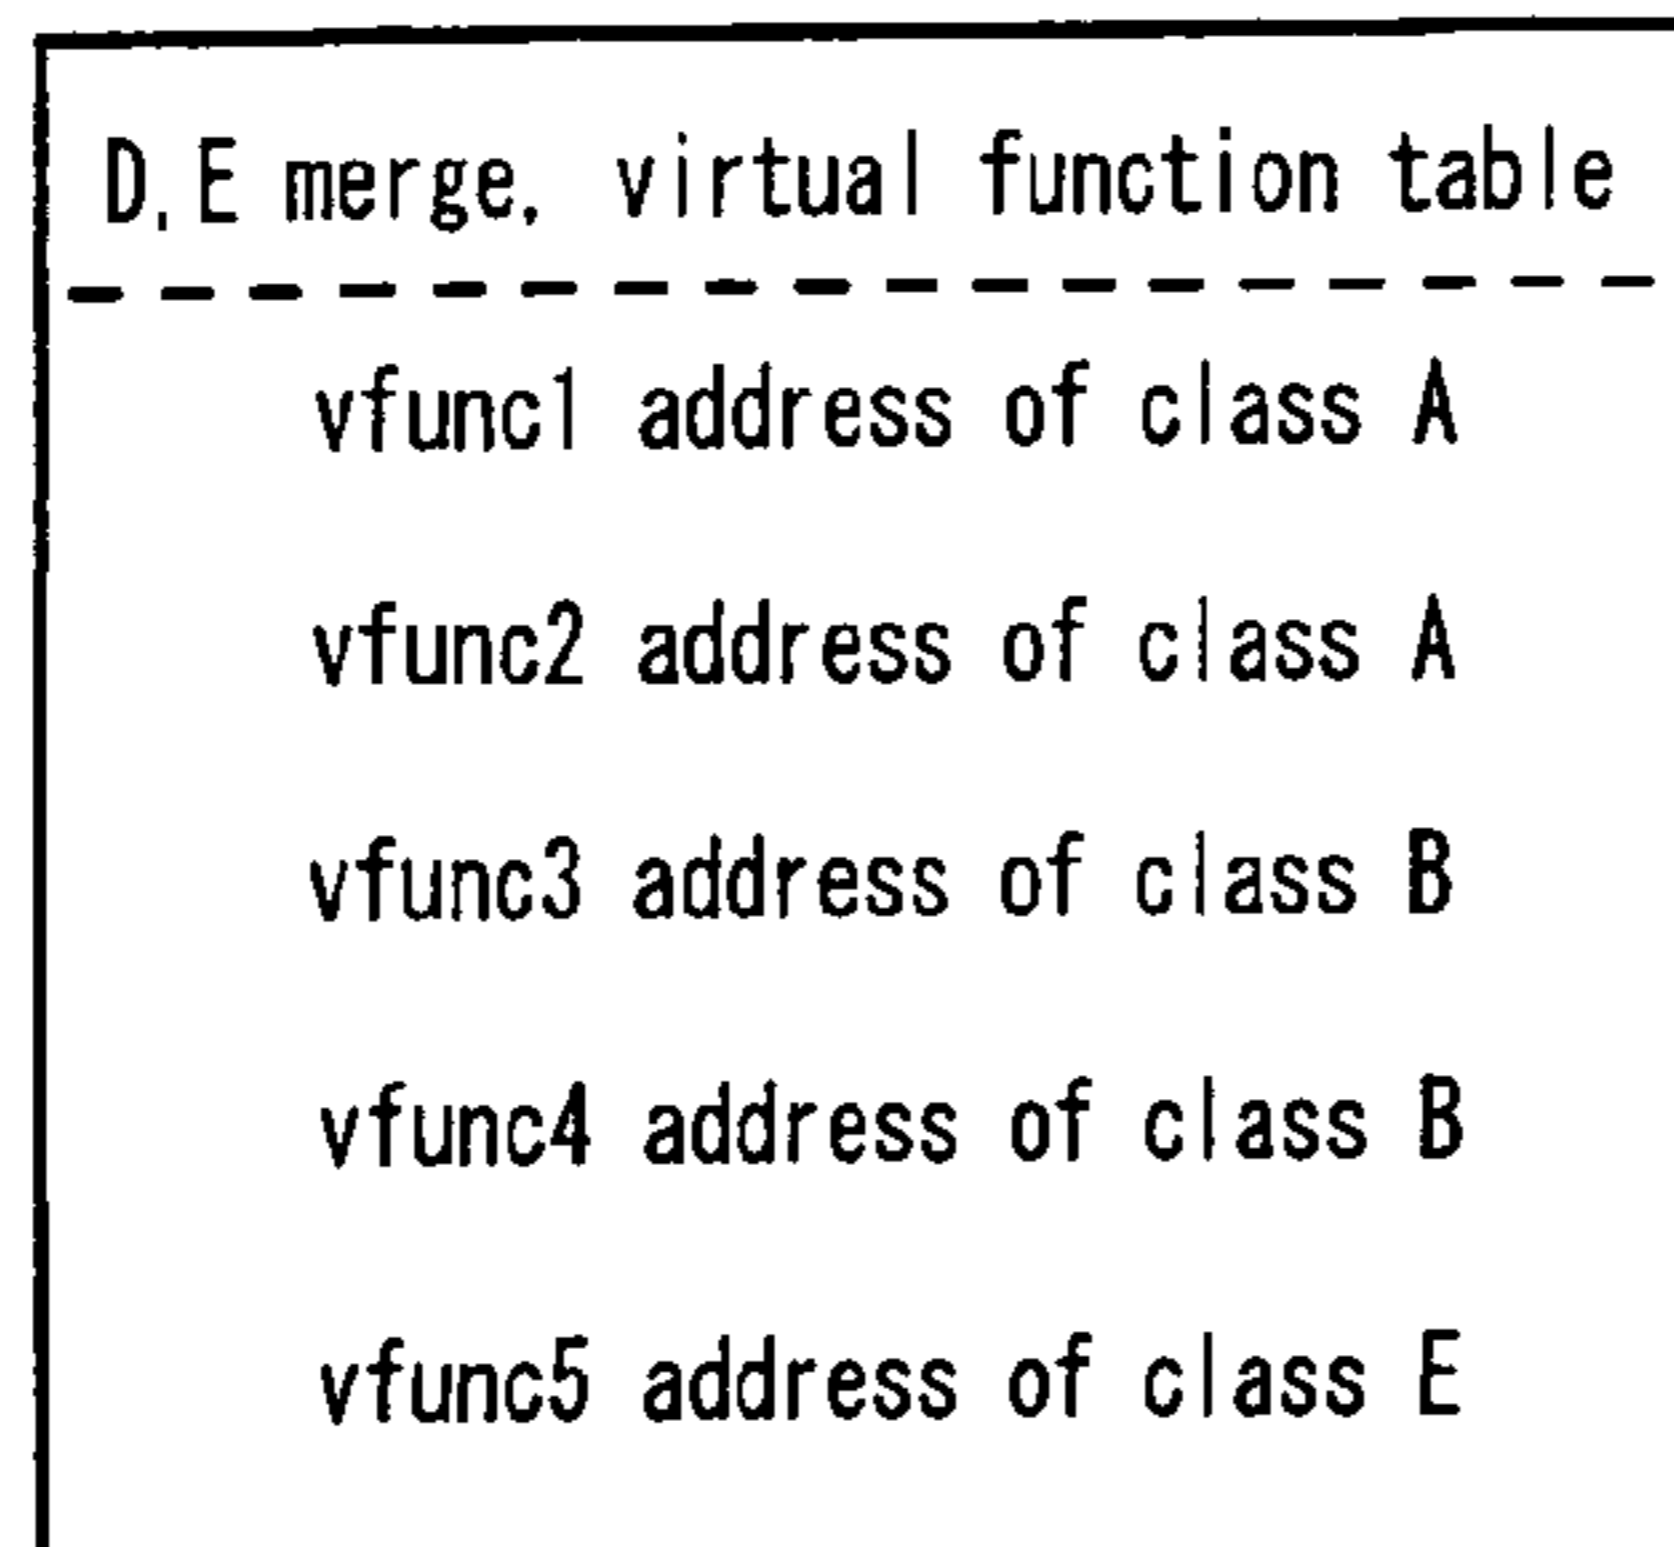 D,E merge, virtual function table
vfunc1 address of class A
vfunc2 address of class A
vfunc3 address of class B
vfunc4 address of class B
vfunc5 address of class E